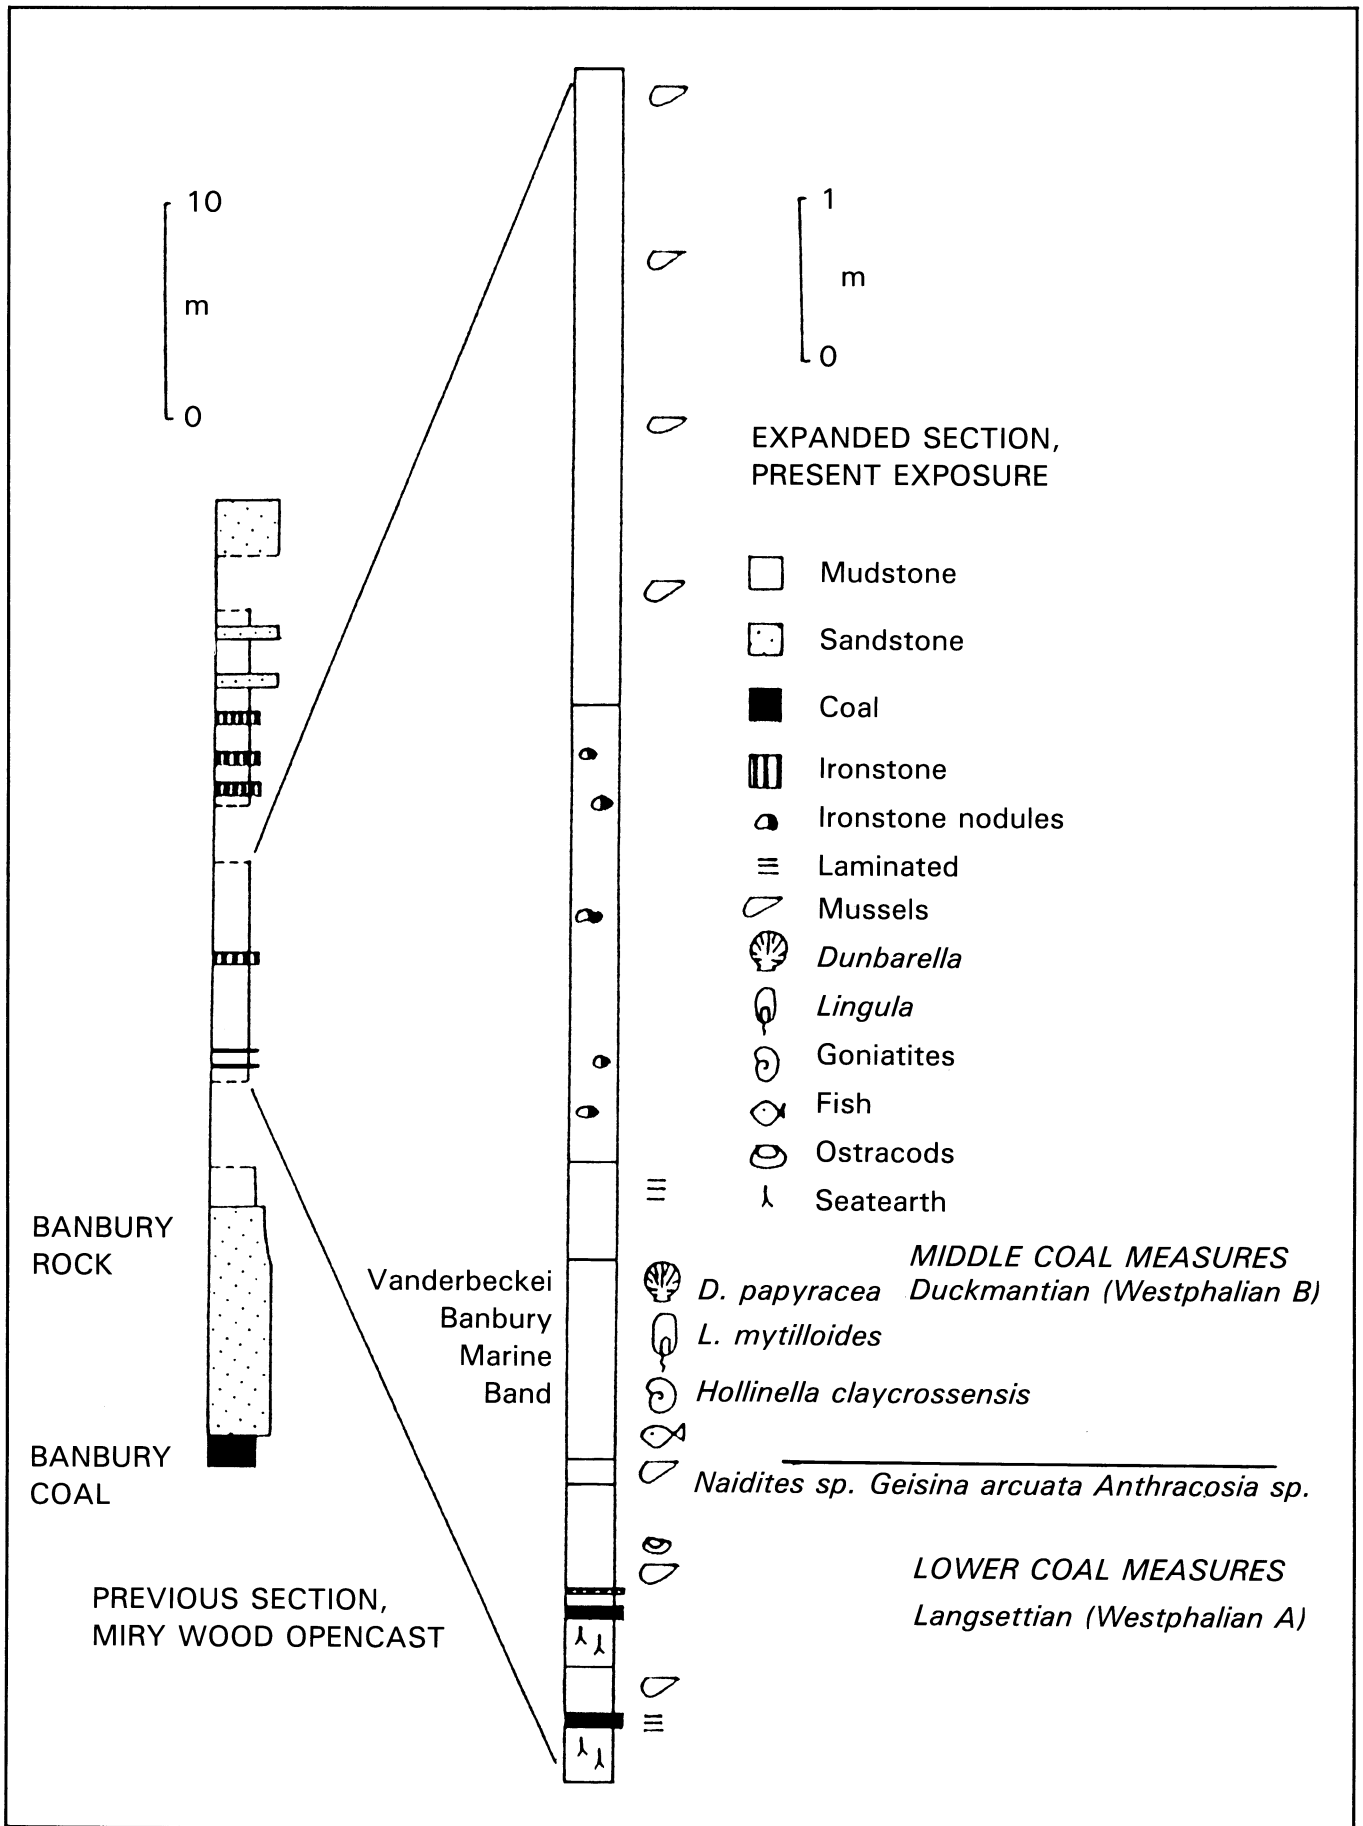 10
m
0
1
m
0
EXPANDED SECTION,
PRESENT EXPOSURE
Mudstone
Sandstone
Coal
Ironstone
Ironstone nodules
Laminated
Mussels
Dunbarella
Lingula
Goniatites
Fish
Ostracods
Seatearth
BANBURY
ROCK
BANBURY
COAL
PREVIOUS SECTION,
MIRY WOOD OPENCAST
Vanderbeckei
Banbury
Marine
Band
MIDDLE COAL MEASURES
D. papyracea Duckmantian (Westphalian B)
L. mytilloides
Hollinella claycrossensis
Naidites sp. Geisina arcuata Anthracosia sp.
LOWER COAL MEASURES
Langsettian (Westphalian A)